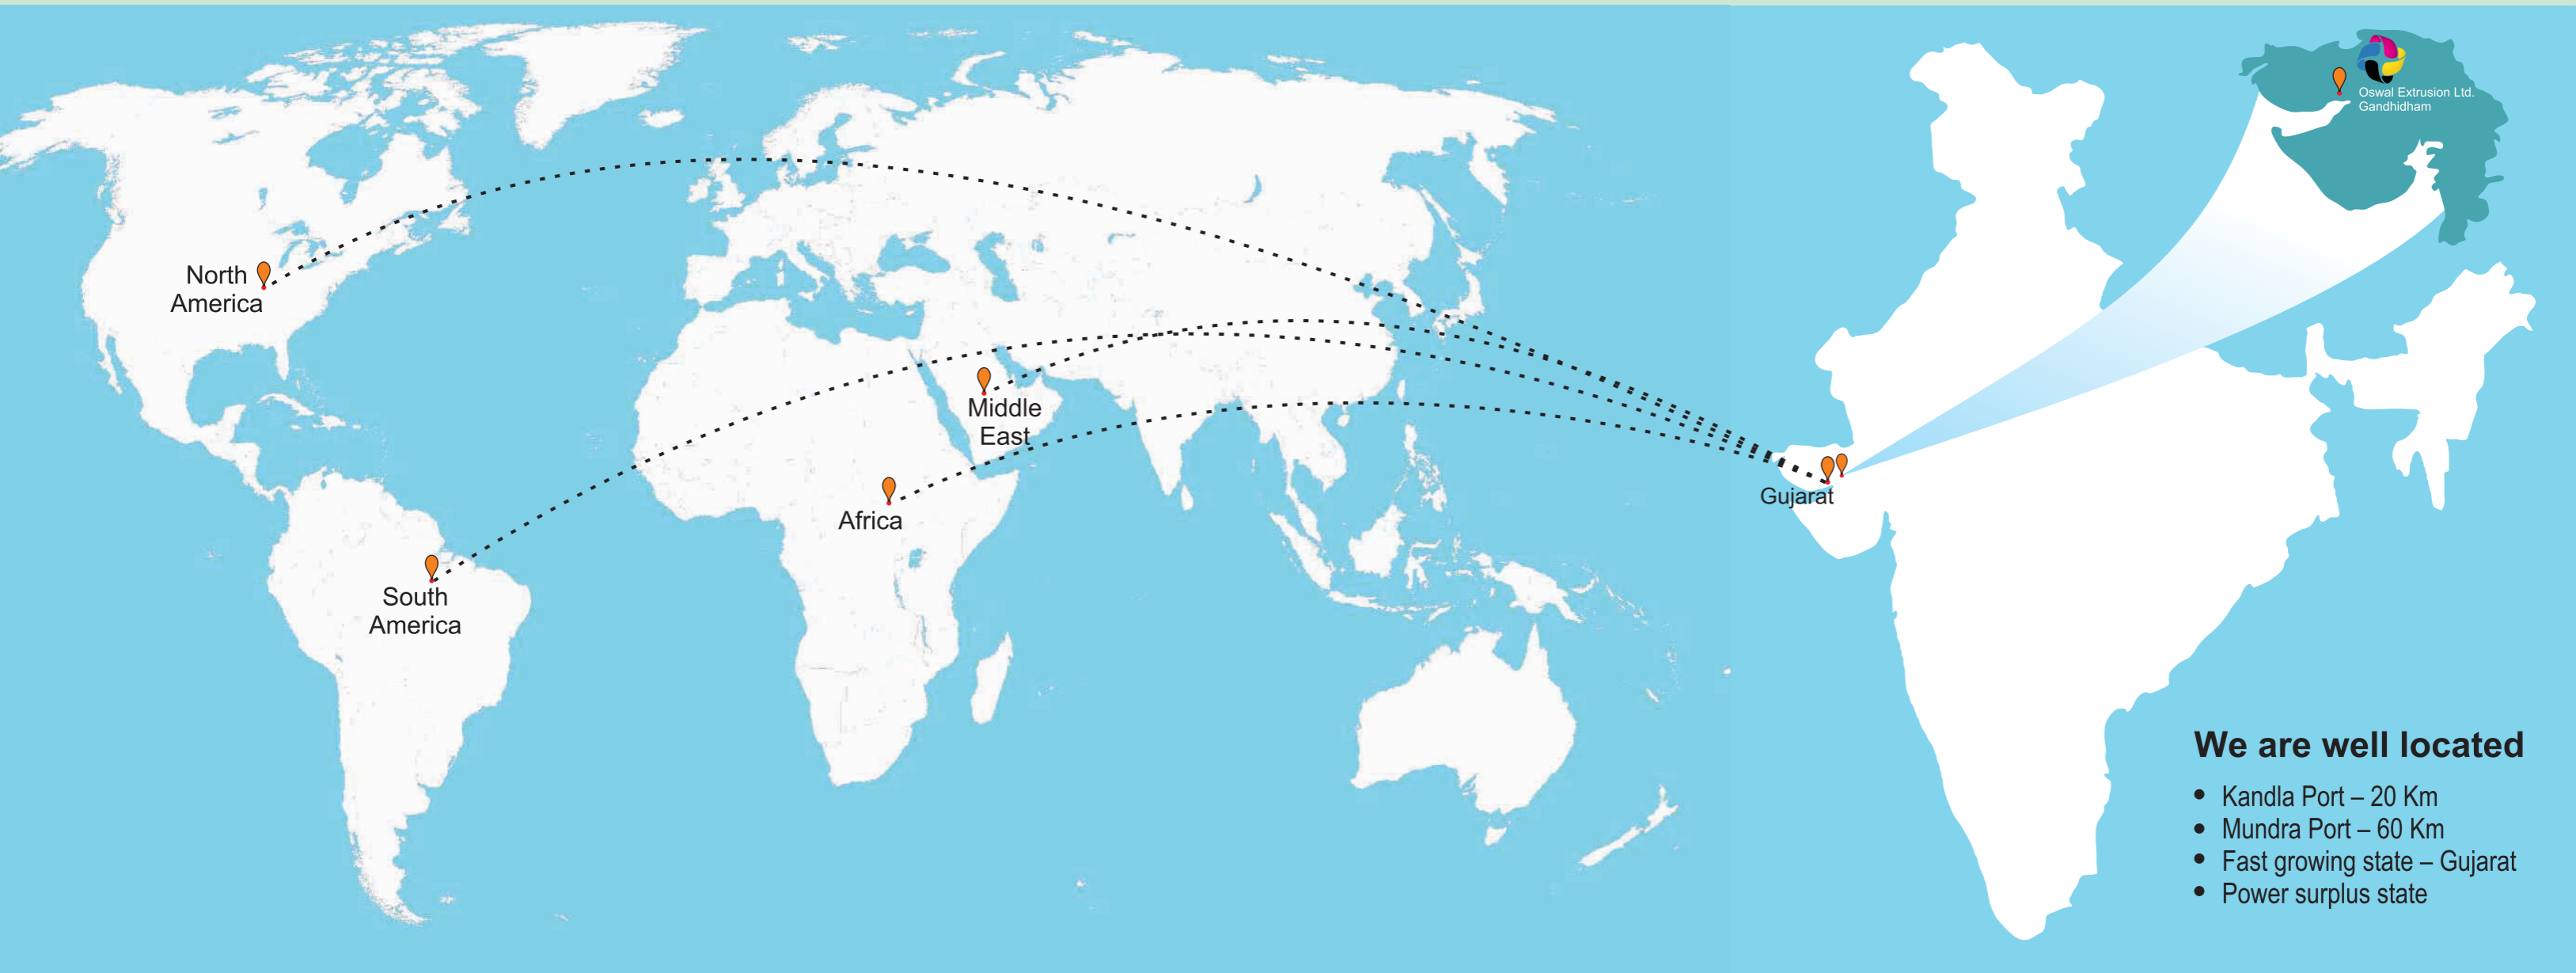 North
America
Middle
East
Africa
South
America
Gujarat
Oswal Extrusion Ltd.
Gandhidham
We are well located
• Kandla Port – 20 Km
• Mundra Port – 60 Km
• Fast growing state – Gujarat
• Power surplus state